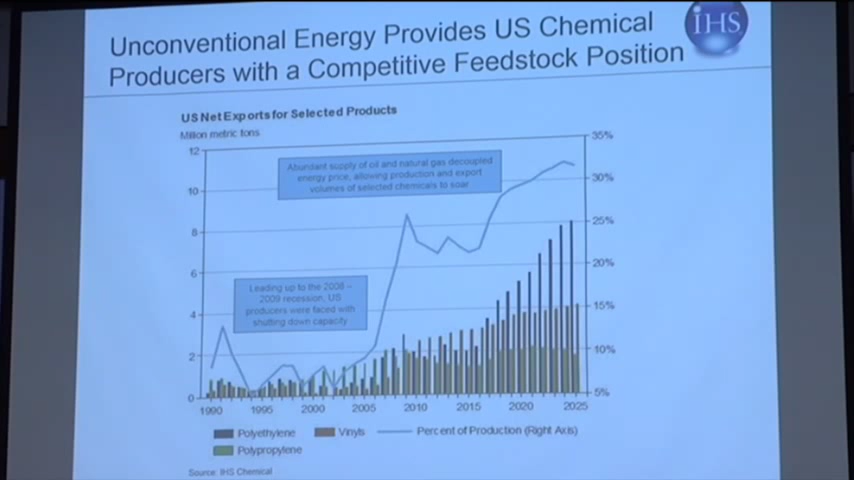 Unconventional Energy Provides US Chemical
Producers with a Competitive Feedstock Position
IHS
US Net Exports for Selected Products
Million metric tons
12
10
8
6
4
2
0
35%
30%
25%
20%
15%
10%
5%
Abundant supply of oil and natural gas decoupled
energy price, allowing production and export
volumes of selected chemicals to soar
Leading up to the 2008 –
2009 recession, US
producers were faced with
shutting down capacity
1990 1995 2000 2005 2010 2015 2020 2025
Polyethylene Vinyls Percent of Production (Right Axis)
Polypropylene
Source: IHS Chemical